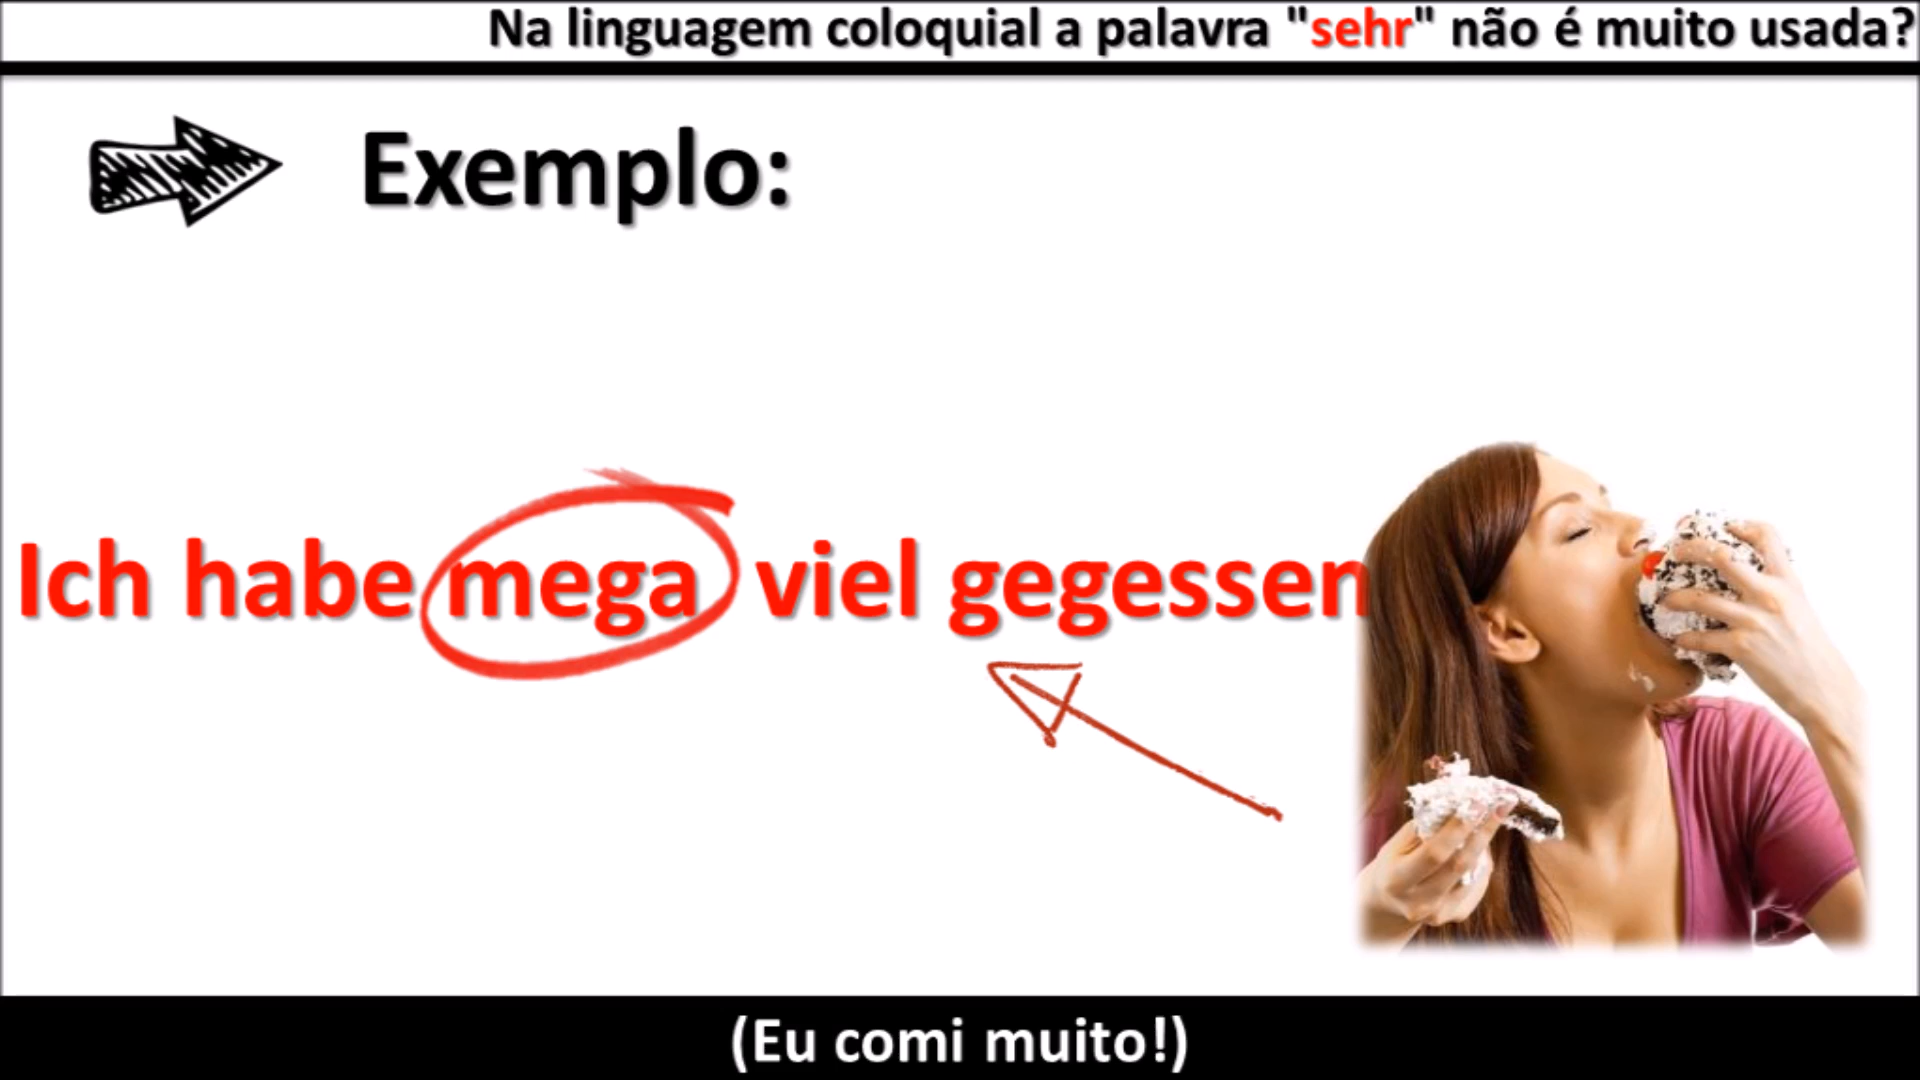 Na linguagem coloquial a palavra "sehr" não é muito usada?
Exemplo:
Ich habe mega viel gegessen
(Eu comi muito!)